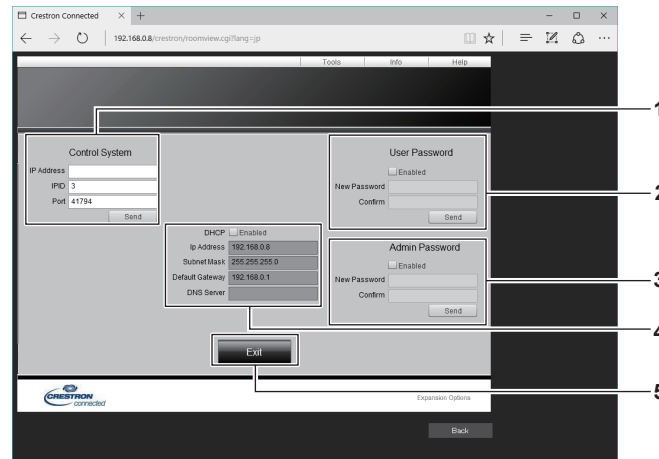 Crestron Connected
192.168.0.8/crestron/roomview.cgi?lang=jp
Tools Info Help
1
Control System
IP Address
IPID 3
Port 41794
Send
User Password
Enabled
New Password
Confirm
Send
2
DHCP Enabled
Ip Address 192.168.0.8
Subnet Mask 255.255.255.0
Default Gateway 192.168.0.1
DNS Server
Admin Password
Enabled
New Password
Confirm
Send
3
4
Exit
5
CRESTRON
connected
Expansion Options
Back